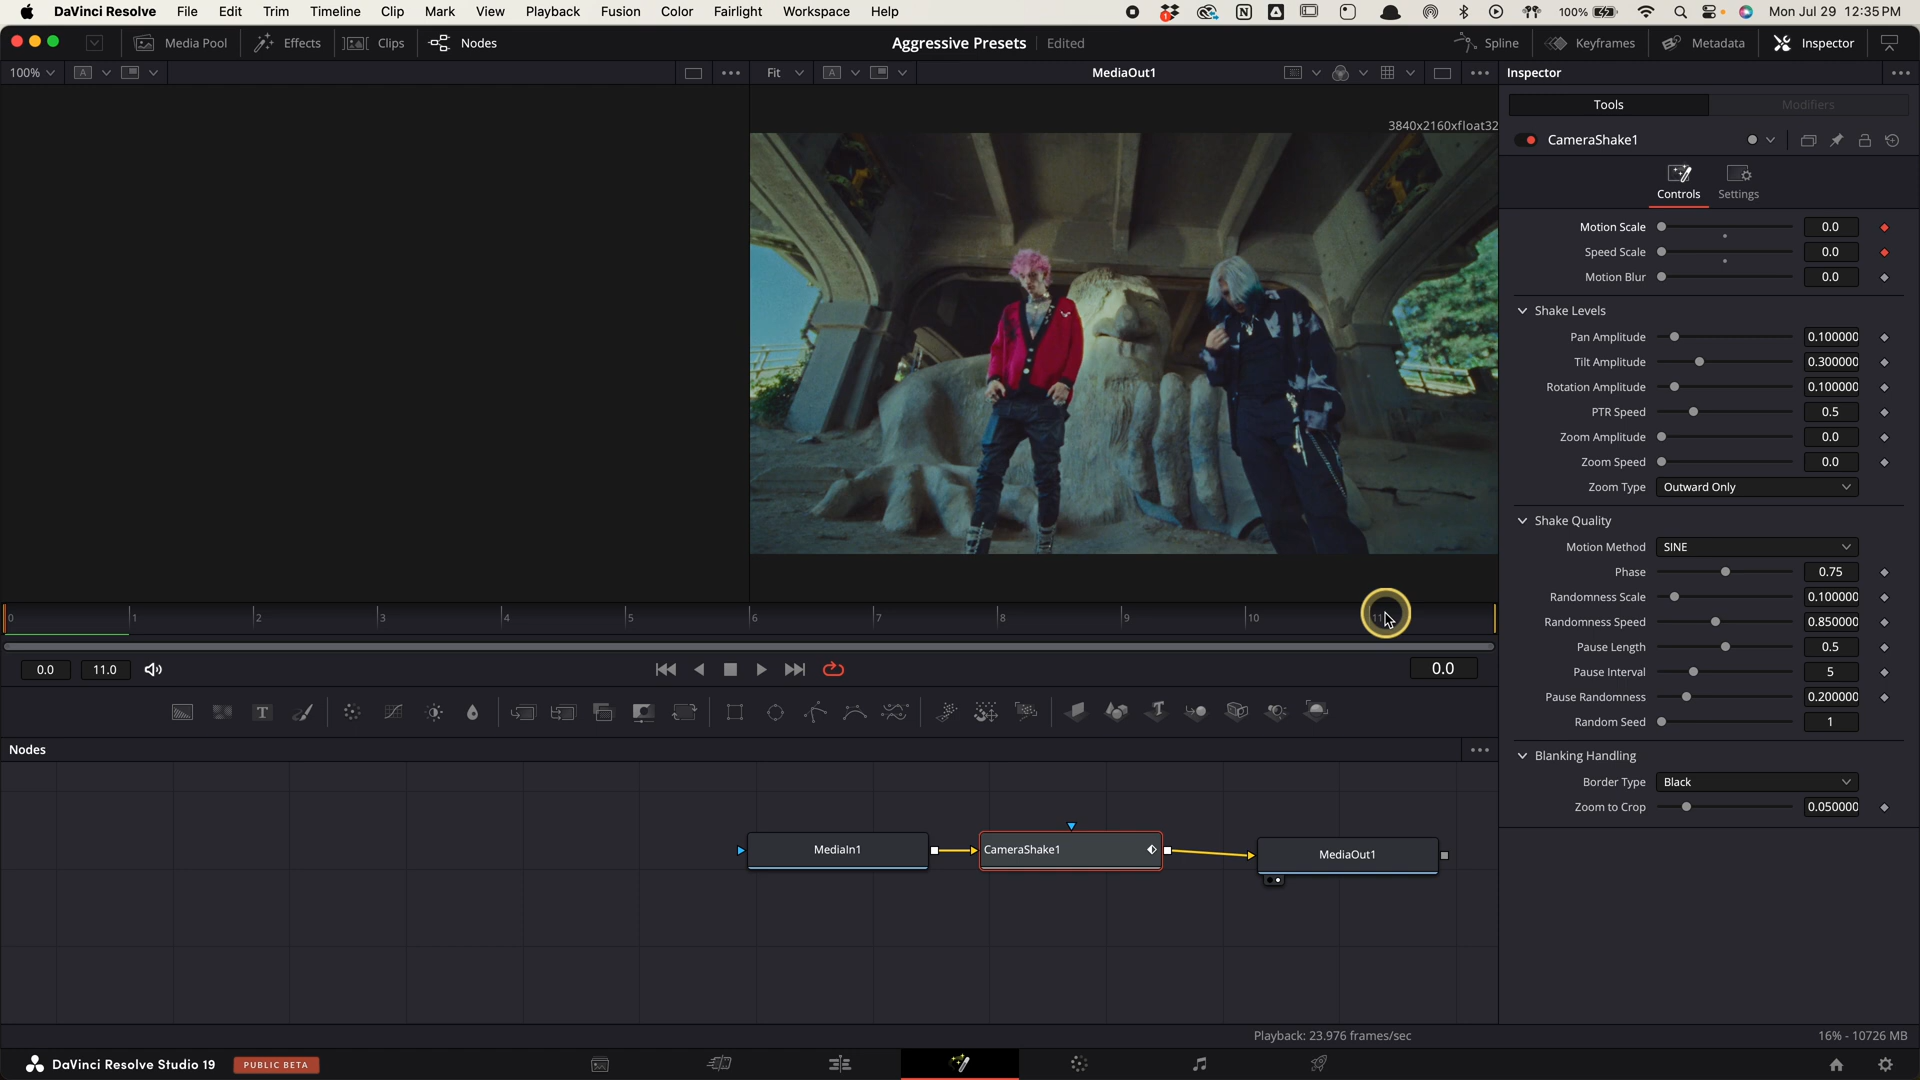 DaVinci Resolve File Edit Trim Timeline Clip Mark View Playback Fusion Color Fairlight Workspace Help 100% Mon Jul 29 12:35 PM
Media Pool Effects Clips Nodes Aggressive Presets Edited Spline Keyframes Metadata Inspector
100% A Fit A MediaOut1 Inspector
Tools Modifiers
3840x2160xfloat32
CameraShake1
Controls Settings
Motion Scale 0.0
Speed Scale 0.0
Motion Blur 0.0
Shake Levels
Pan Amplitude 0.100000
Tilt Amplitude 0.300000
Rotation Amplitude 0.100000
PTR Speed 0.5
Zoom Amplitude 0.0
Zoom Speed 0.0
Zoom Type Outward Only
Shake Quality
Motion Method SINE
Phase 0.75
Randomness Scale 0.100000
Randomness Speed 0.850000
Pause Length 0.5
Pause Interval 5
Pause Randomness 0.200000
Random Seed 1
Blanking Handling
Border Type Black
Zoom to Crop 0.050000
0 1 2 3 4 5 6 7 8 9 10 11
0.0 11.0 0.0
T
Nodes
MediaIn1 CameraShake1 MediaOut1
Playback: 23.976 frames/sec 16% - 10726 MB
DaVinci Resolve Studio 19 PUBLIC BETA